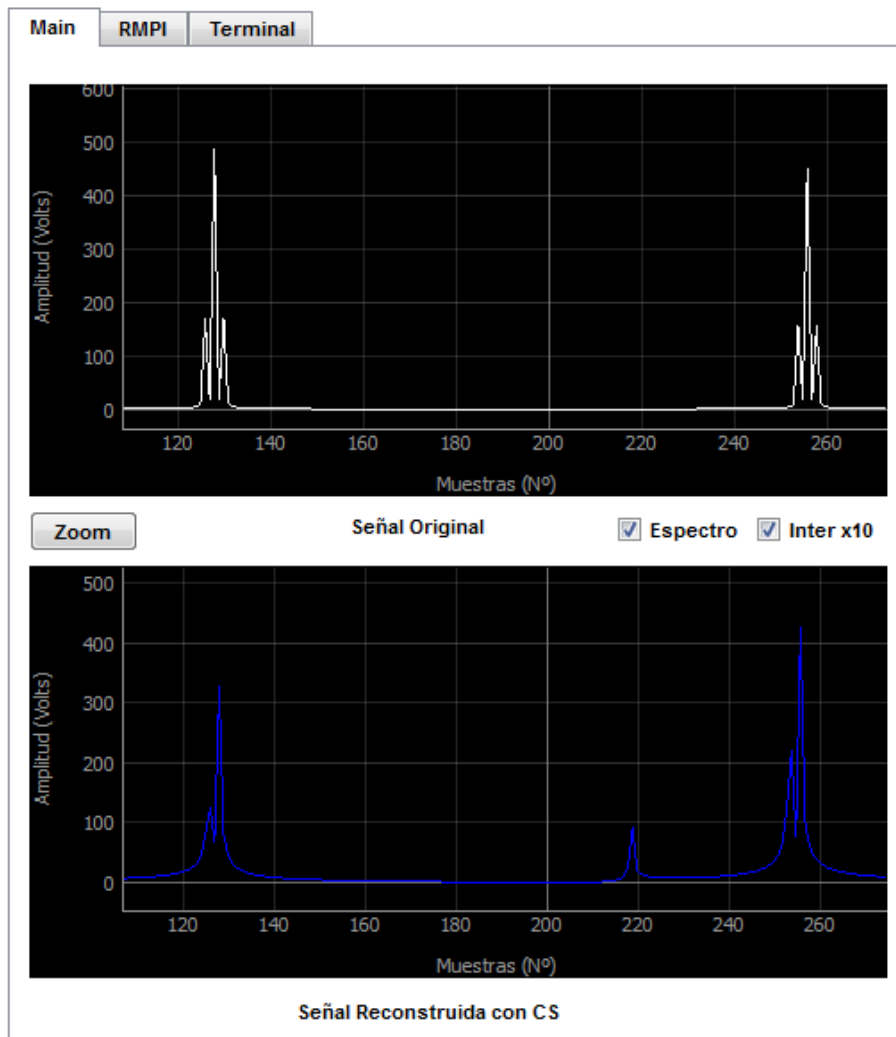 Main RMPI Terminal
600
500
400
300
200
100
0
Amplitud (Volts)
120 140 160 180 200 220 240 260
Muestras (Nº)
Zoom Señal Original Espectro Inter x10
500
400
300
200
100
0
Amplitud (Volts)
120 140 160 180 200 220 240 260
Muestras (Nº)
Señal Reconstruida con CS